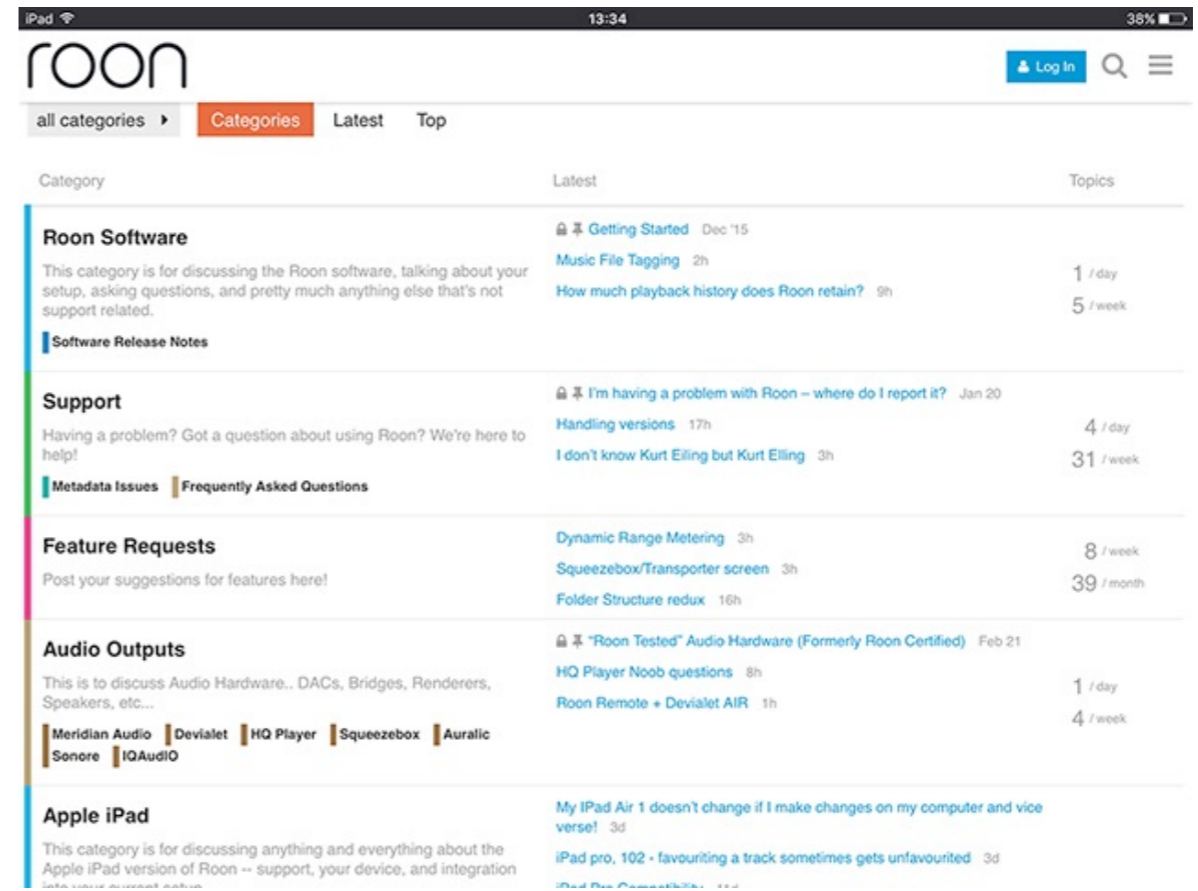 iPad 13:34 38%
roon
Log In
all categories Categories Latest Top
Category Latest Topics
Roon Software
This category is for discussing the Roon software, talking about your
setup, asking questions, and pretty much anything else that's not
support related.
Software Release Notes
Getting Started Dec '15
Music File Tagging 2h
How much playback history does Roon retain? 9h
1 / day
5 / week
Support
Having a problem? Got a question about using Roon? We're here to
help!
Metadata Issues Frequently Asked Questions
I'm having a problem with Roon – where do I report it? Jan 20
Handling versions 17h
I don't know Kurt Eiling but Kurt Elling 3h
4 / day
31 / week
Feature Requests
Post your suggestions for features here!
Dynamic Range Metering 3h
Squeezebox/Transporter screen 3h
Folder Structure redux 16h
8 / week
39 / month
Audio Outputs
This is to discuss Audio Hardware.. DACs, Bridges, Renderers,
Speakers, etc...
Meridian Audio Devialet HQ Player Squeezebox Auralic
Sonore IQAudIO
"Roon Tested" Audio Hardware (Formerly Roon Certified) Feb 21
HQ Player Noob questions 8h
Roon Remote + Devialet AIR 1h
1 / day
4 / week
Apple iPad
This category is for discussing anything and everything about the
Apple iPad version of Roon -- support, your device, and integration
into your current setup
My IPad Air 1 doesn't change if I make changes on my computer and vice
verse! 3d
iPad pro, 102 - favouriting a track sometimes gets unfavourited 3d
iPad Pro Compatibility 11d